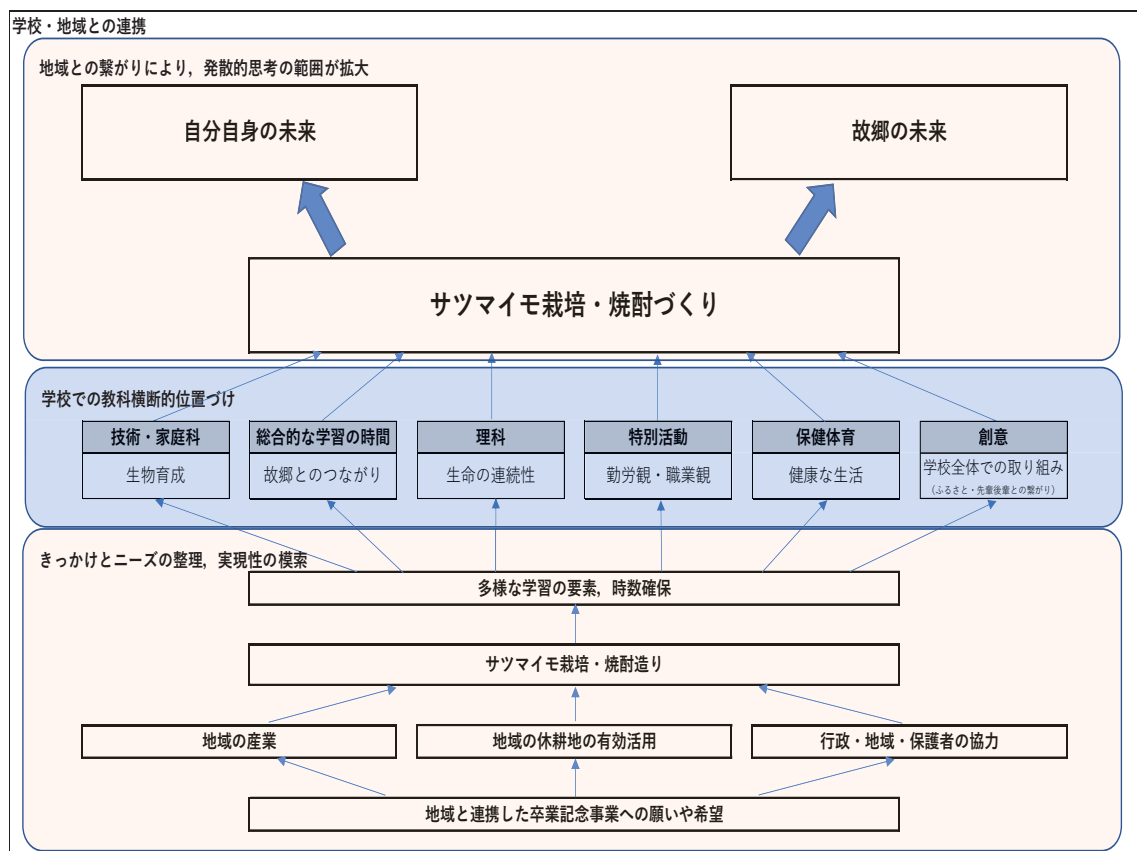 学校・地域との連携
地域との繋がりにより，発散的思考の範囲が拡大
自分自身の未来
故郷の未来
サツマイモ栽培・焼酎づくり
学校での教科横断的位置づけ
技術・家庭科
総合的な学習の時間
理科
特別活動
保健体育
創意
生物育成
故郷とのつながり
生命の連続性
勤労観・職業観
健康な生活
学校全体での取り組み
（ふるさと・先輩後輩との繋がり）
きっかけとニーズの整理，実現性の模索
多様な学習の要素，時数確保
サツマイモ栽培・焼酎造り
地域の産業
地域の休耕地の有効活用
行政・地域・保護者の協力
地域と連携した卒業記念事業への願いや希望